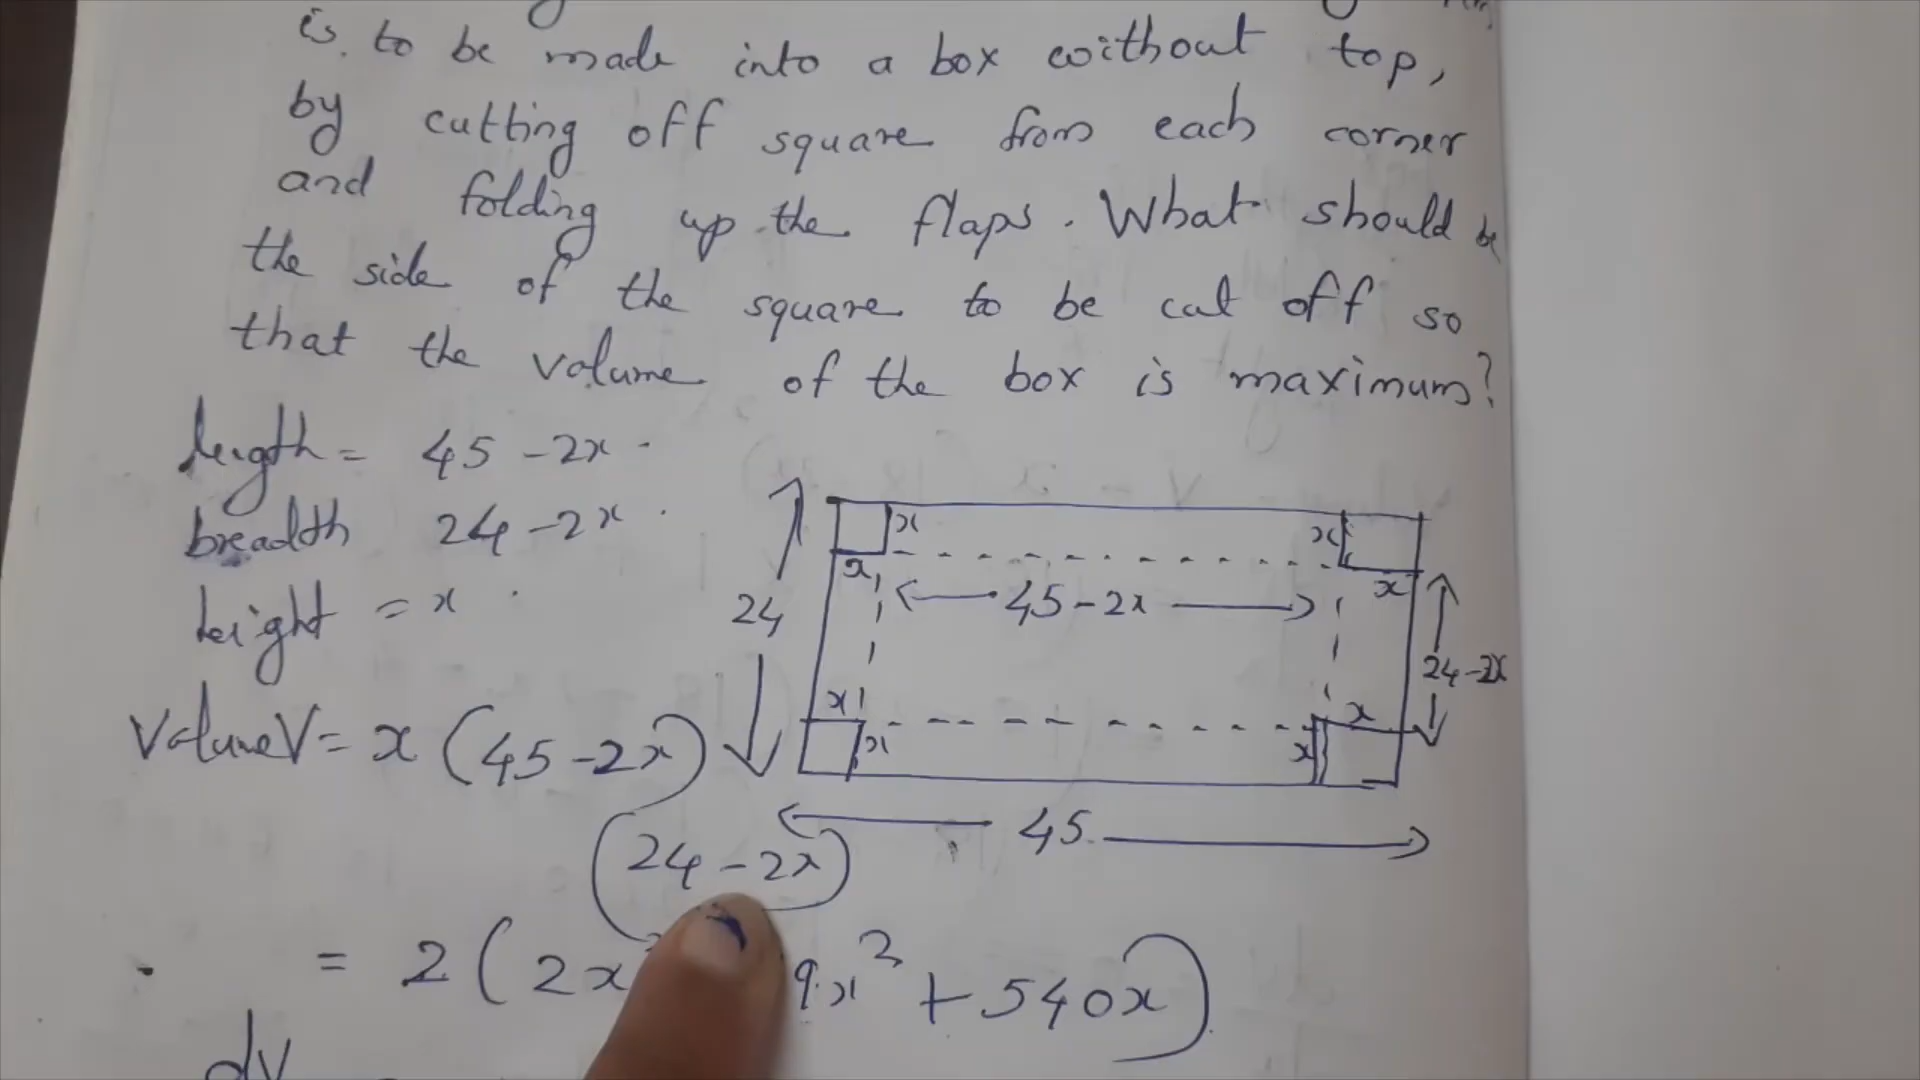 is to be made into a box without top,
by cutting off square from each corner
and folding up the flaps. What should be
the side of the square to be cut off so
that the volume of the box is maximum?
length = 45 - 2x
breadth 24 - 2x
height = x
Volume V = x (45 - 2x)
(24 - 2x)
= 2 ( 2x 9x² + 540x )
dV
x x
x x
45 - 2x
24
24 - 2x
x x
x x
45